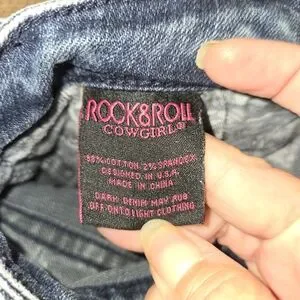 ROCK&ROLL
COWGIRL®
98% COTTON 2% SPANDEX
DESIGNED IN U.S.A.
MADE IN CHINA
DARK DENIM MAY RUB
OFF ONTO LIGHT CLOTHING